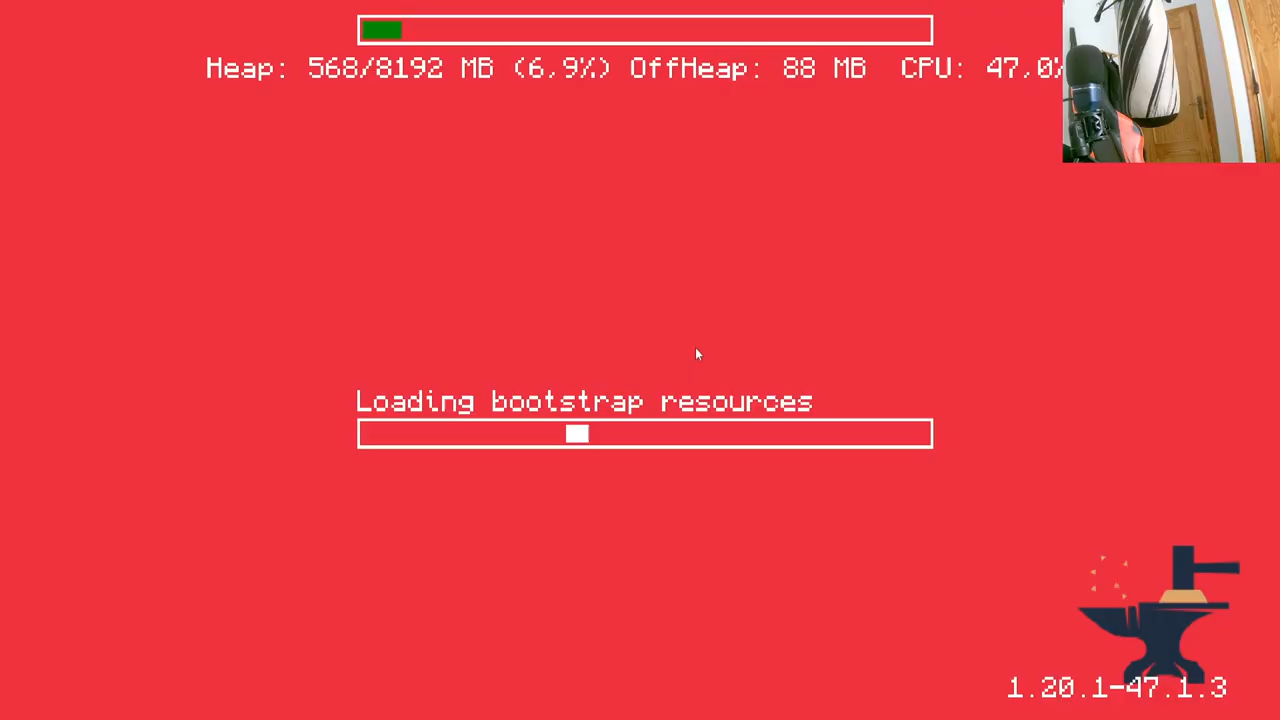 Heap: 568/8192 MB (6,9%) OffHeap: 88 MB CPU: 47,0%
Loading bootstrap resources
1.20.1-47.1.3